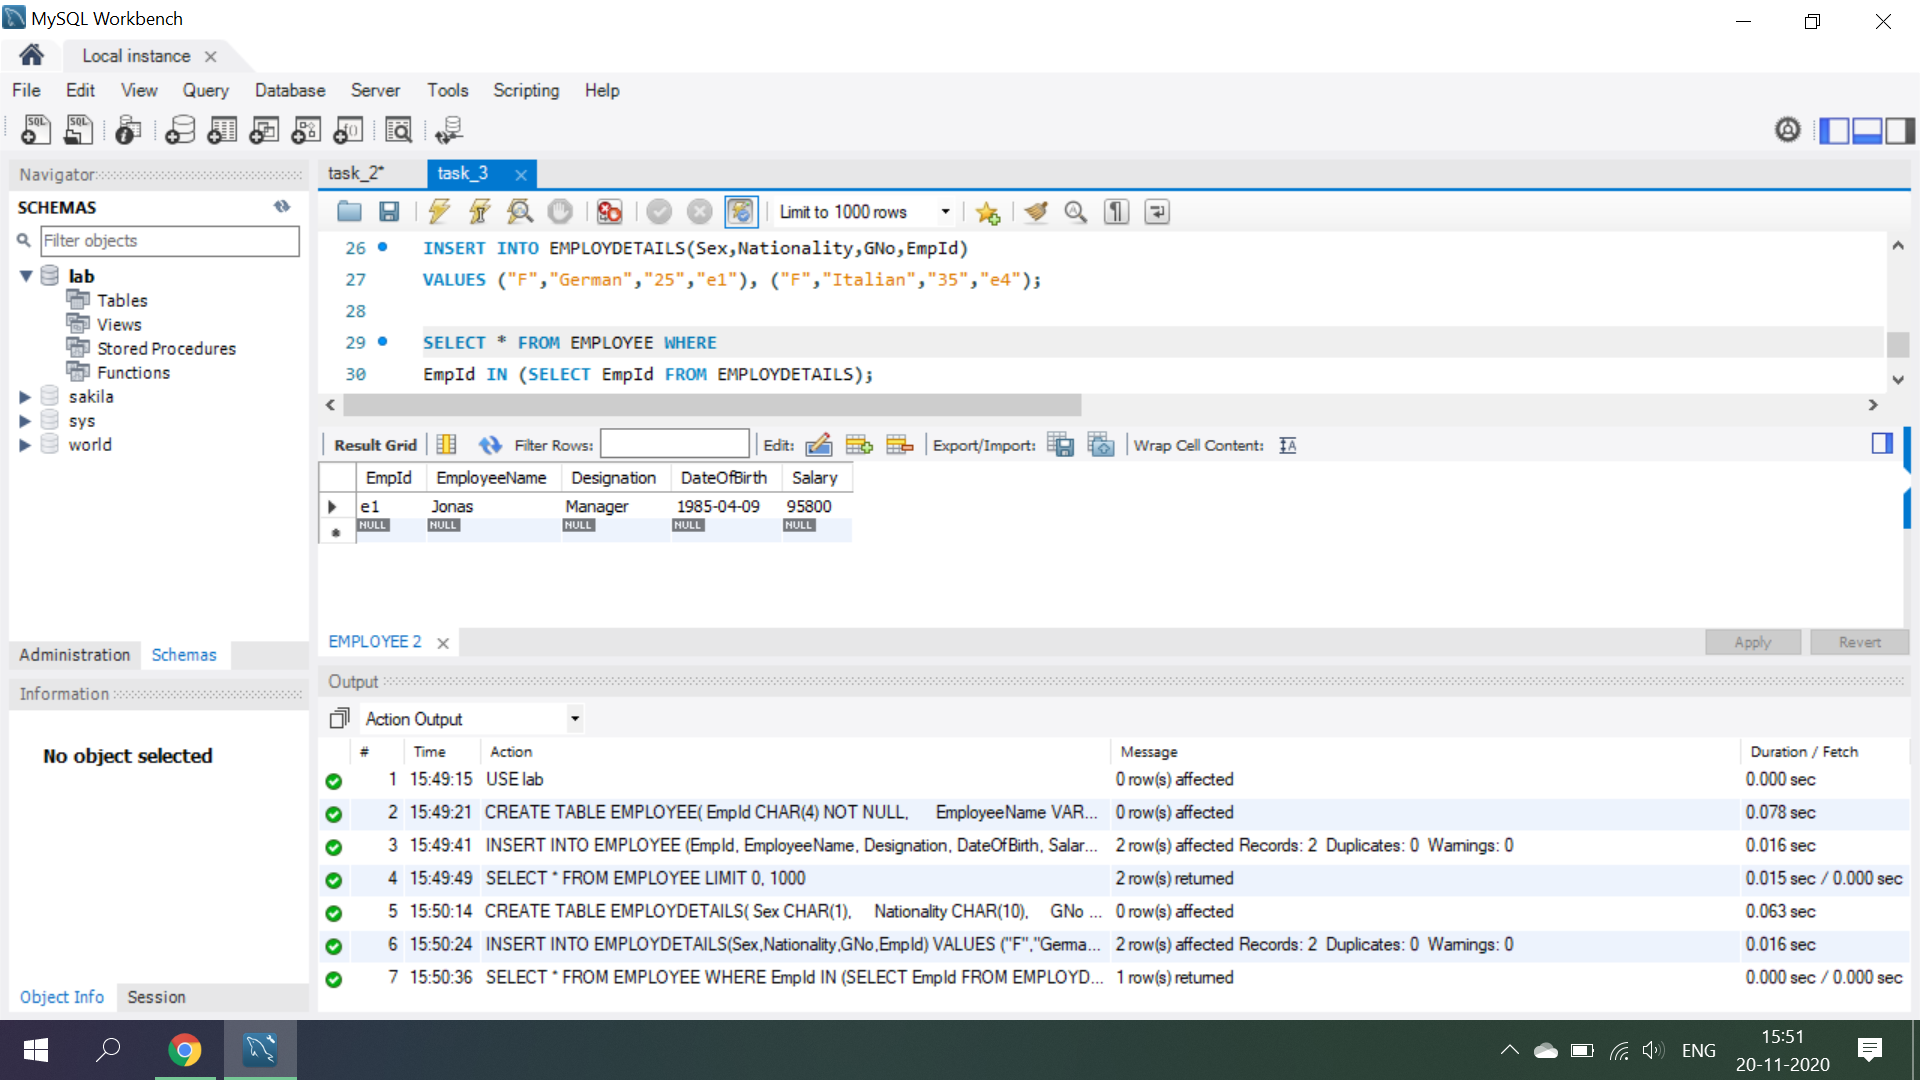 MySQL Workbench
Local instance
File Edit View Query Database Server Tools Scripting Help
Navigator
SCHEMAS
Filter objects
lab
Tables
Views
Stored Procedures
Functions
sakila
sys
world
Administration Schemas
Information
No object selected
Object Info Session
task_2* task_3
Limit to 1000 rows
26 INSERT INTO EMPLOYDETAILS(Sex,Nationality,GNo,EmpId)
27 VALUES ("F","German","25","e1"), ("F","Italian","35","e4");
28
29 SELECT * FROM EMPLOYEE WHERE
30 EmpId IN (SELECT EmpId FROM EMPLOYDETAILS);
Result Grid Filter Rows: Edit: Export/Import: Wrap Cell Content:
EmpId EmployeeName Designation DateOfBirth Salary
e1 Jonas Manager 1985-04-09 95800
NULL NULL NULL NULL NULL
EMPLOYEE 2 Apply Revert
Output
Action Output
# Time Action Message Duration / Fetch
1 15:49:15 USE lab 0 row(s) affected 0.000 sec
2 15:49:21 CREATE TABLE EMPLOYEE( EmpId CHAR(4) NOT NULL, EmployeeName VAR... 0 row(s) affected 0.078 sec
3 15:49:41 INSERT INTO EMPLOYEE (EmpId, EmployeeName, Designation, DateOfBirth, Salar... 2 row(s) affected Records: 2 Duplicates: 0 Warnings: 0 0.016 sec
4 15:49:49 SELECT * FROM EMPLOYEE LIMIT 0, 1000 2 row(s) returned 0.015 sec / 0.000 sec
5 15:50:14 CREATE TABLE EMPLOYDETAILS( Sex CHAR(1), Nationality CHAR(10), GNo ... 0 row(s) affected 0.063 sec
6 15:50:24 INSERT INTO EMPLOYDETAILS(Sex,Nationality,GNo,EmpId) VALUES ("F","Germa... 2 row(s) affected Records: 2 Duplicates: 0 Warnings: 0 0.016 sec
7 15:50:36 SELECT * FROM EMPLOYEE WHERE EmpId IN (SELECT EmpId FROM EMPLOYD... 1 row(s) returned 0.000 sec / 0.000 sec
ENG
15:51
20-11-2020